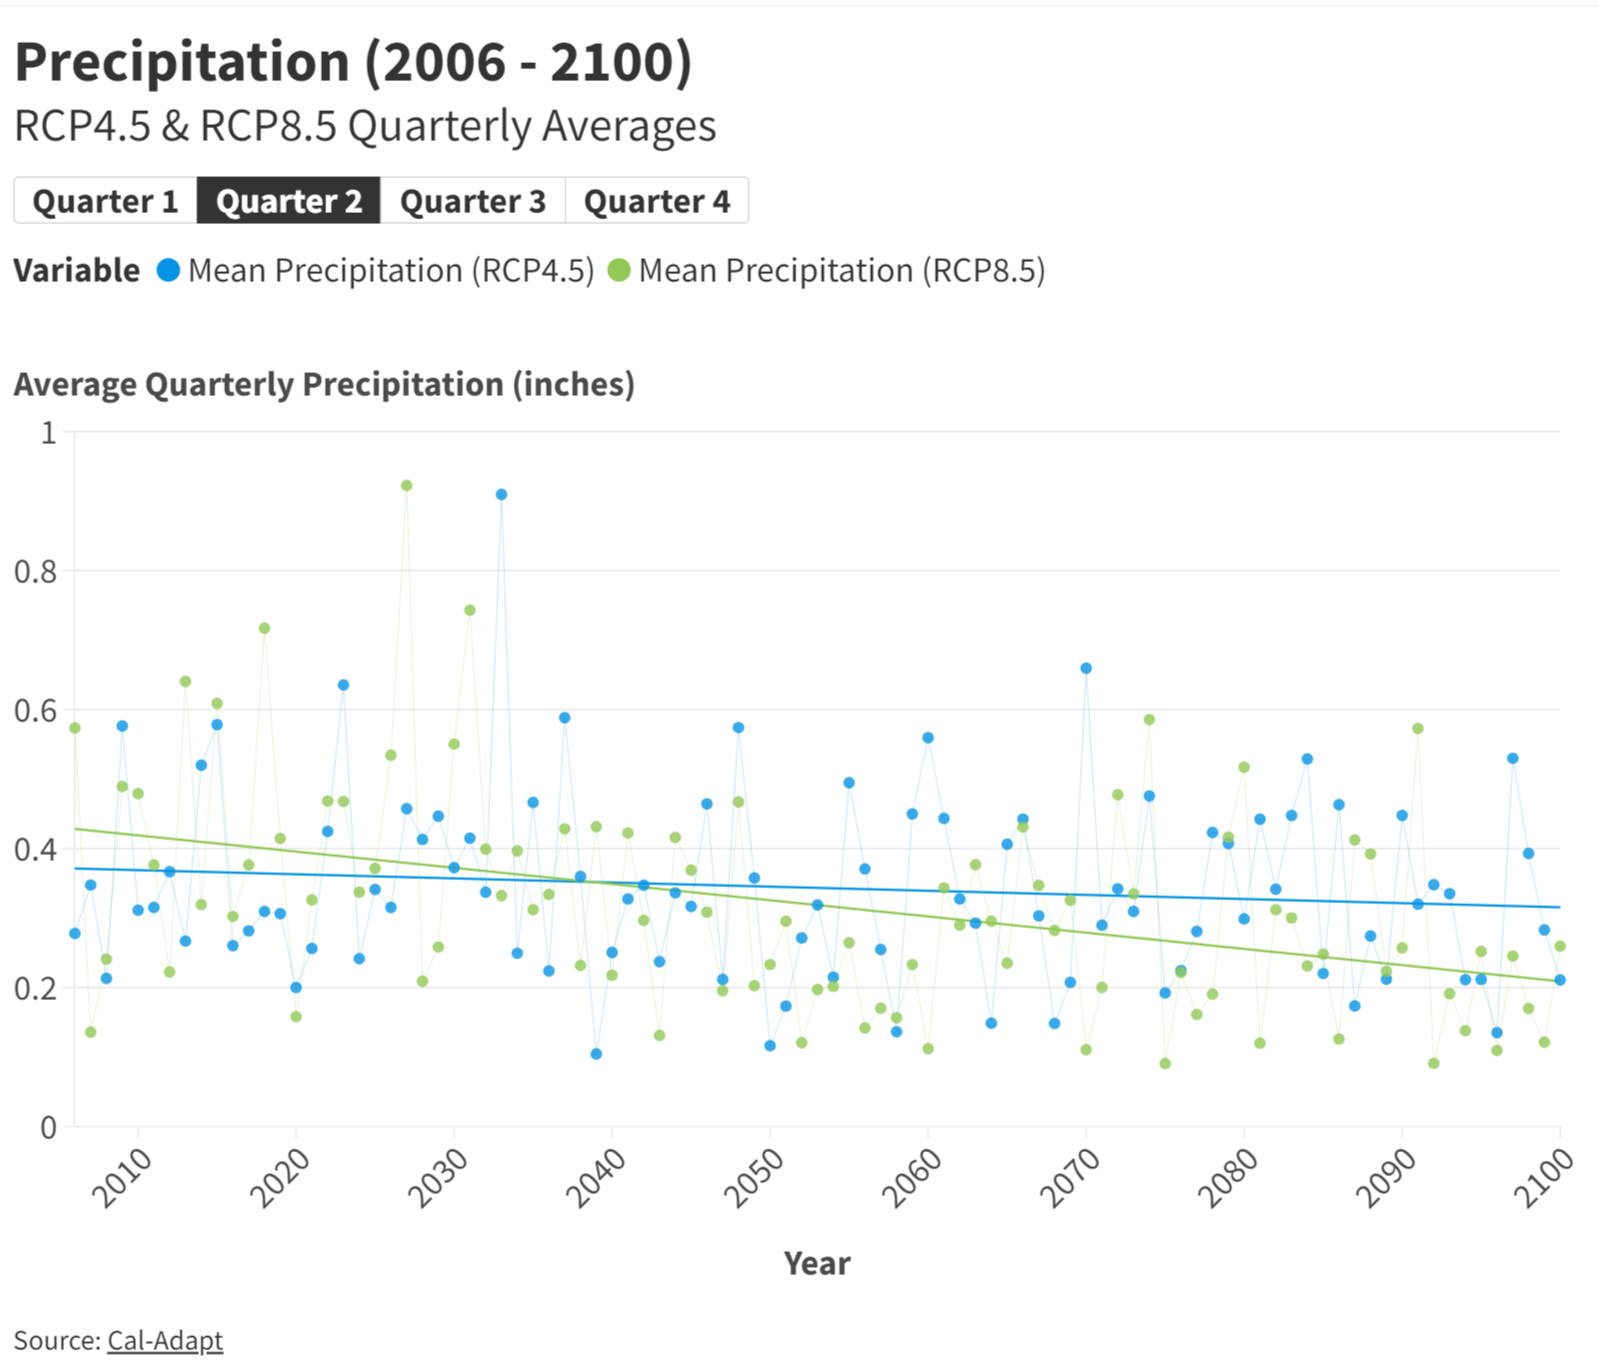 Precipitation (2006 - 2100)
RCP4.5 & RCP8.5 Quarterly Averages
Quarter 1 Quarter 2 Quarter 3 Quarter 4
Variable Mean Precipitation (RCP4.5) Mean Precipitation (RCP8.5)
Average Quarterly Precipitation (inches)
1
0.8
0.6
0.4
0.2
0
2010 2020 2030 2040 2050 2060 2070 2080 2090 2100
Year
Source: Cal-Adapt